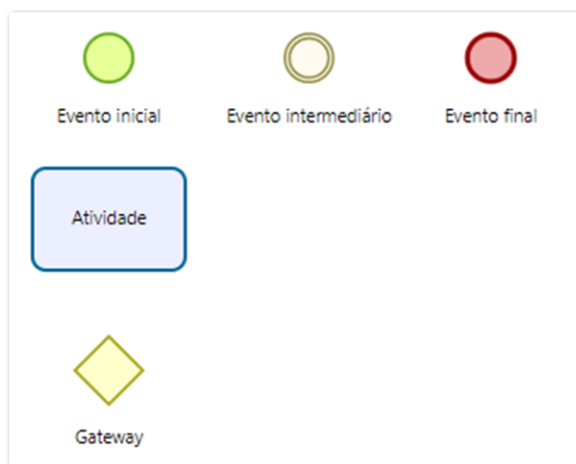 Evento inicial
Evento intermediário
Evento final
Atividade
Gateway